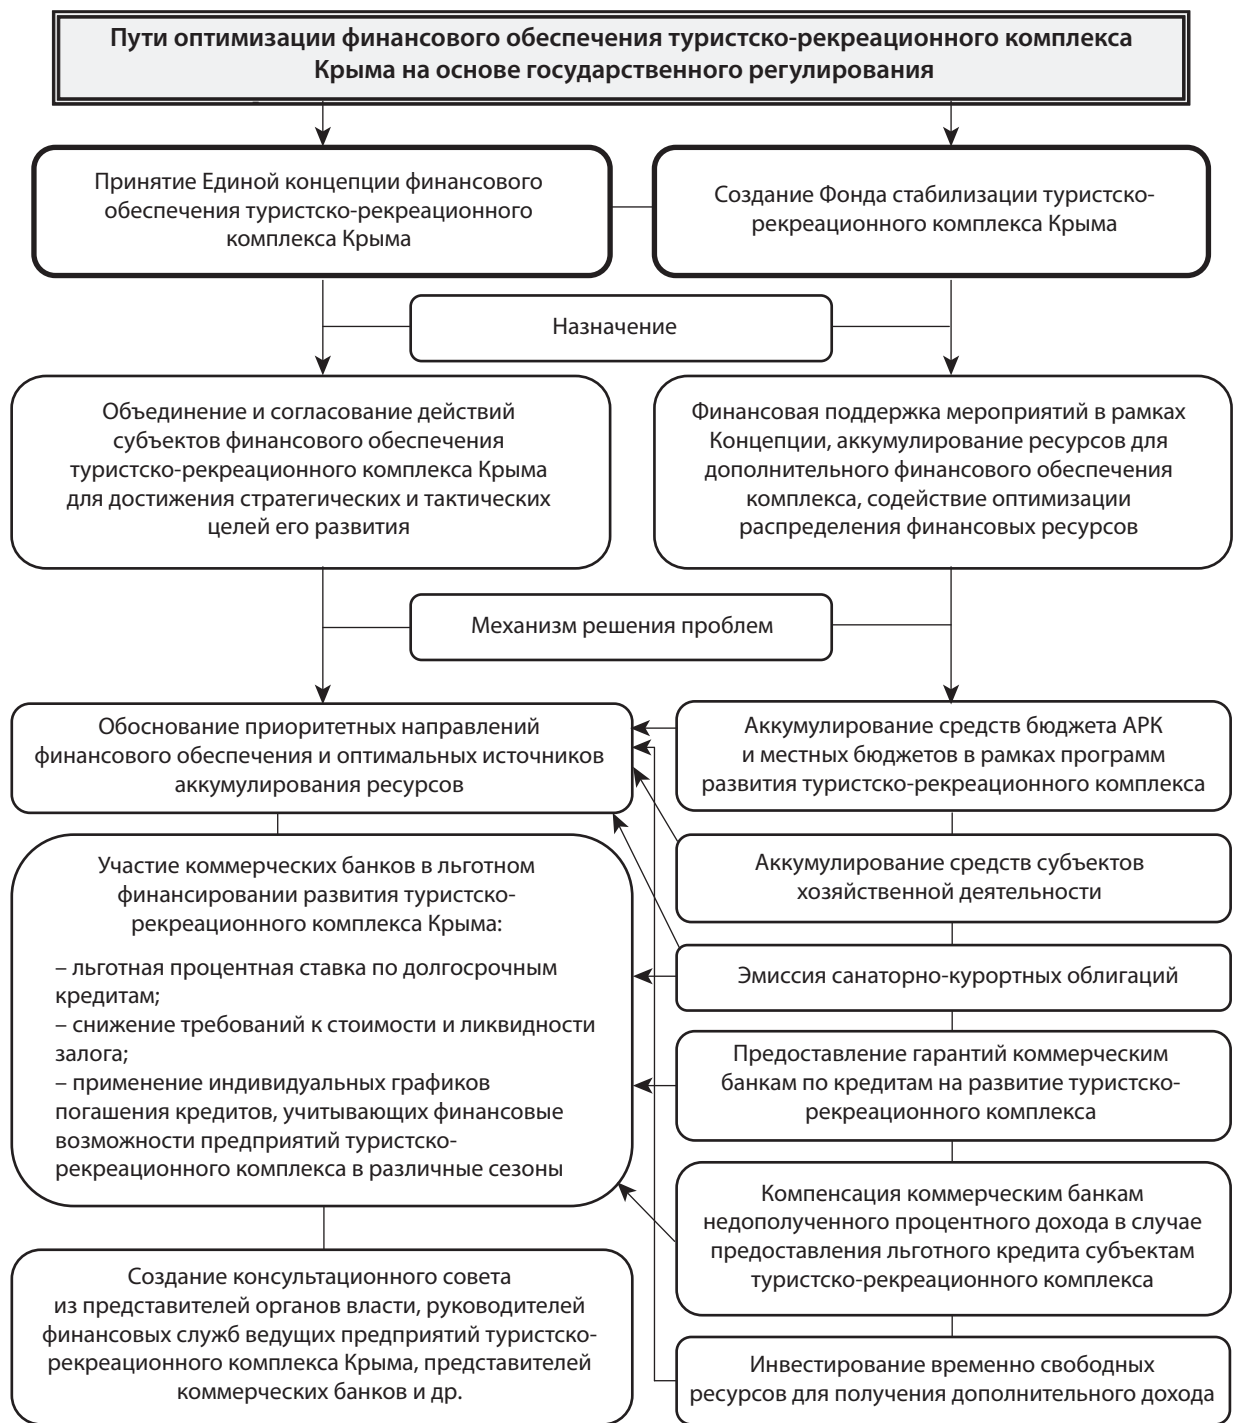 Пути оптимизации финансового обеспечения туристско-рекреационного комплекса
Крыма на основе государственного регулирования
Принятие Единой концепции финансового
обеспечения туристско-рекреационного
комплекса Крыма
Создание Фонда стабилизации туристско-
рекреационного комплекса Крыма
Назначение
Объединение и согласование действий
субъектов финансового обеспечения
туристско-рекреационного комплекса Крыма
для достижения стратегических и тактических
целей его развития
Финансовая поддержка мероприятий в рамках
Концепции, аккумулирование ресурсов для
дополнительного финансового обеспечения
комплекса, содействие оптимизации
распределения финансовых ресурсов
Механизм решения проблем
Обоснование приоритетных направлений
финансового обеспечения и оптимальных источников
аккумулирования ресурсов
Участие коммерческих банков в льготном
финансировании развития туристско-
рекреационного комплекса Крыма:
– льготная процентная ставка по долгосрочным
кредитам;
– снижение требований к стоимости и ликвидности
залога;
– применение индивидуальных графиков
погашения кредитов, учитывающих финансовые
возможности предприятий туристско-
рекреационного комплекса в различные сезоны
Создание консультационного совета
из представителей органов власти, руководителей
финансовых служб ведущих предприятий туристско-
рекреационного комплекса Крыма, представителей
коммерческих банков и др.
Аккумулирование средств бюджета АРК
и местных бюджетов в рамках программ
развития туристско-рекреационного комплекса
Аккумулирование средств субъектов
хозяйственной деятельности
Эмиссия санаторно-курортных облигаций
Предоставление гарантий коммерческим
банкам по кредитам на развитие туристско-
рекреационного комплекса
Компенсация коммерческим банкам
недополученного процентного дохода в случае
предоставления льготного кредита субъектам
туристско-рекреационного комплекса
Инвестирование временно свободных
ресурсов для получения дополнительного дохода